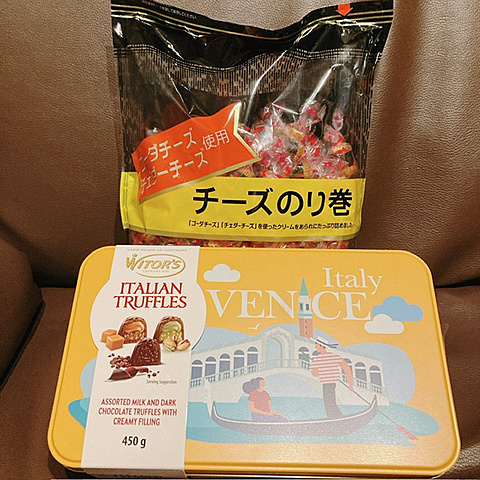 ゴーダチーズ
チェダーチーズ 使用
チーズのり巻
「ゴーダチーズ」「チェダーチーズ」を使ったクリームをあられにたっぷり詰めました。
WITOR'S
ITALIAN
TRUFFLES
Serving Suggestion
ASSORTED MILK AND DARK
CHOCOLATE TRUFFLES WITH
CREAMY FILLING
450 g
Italy
VENICE